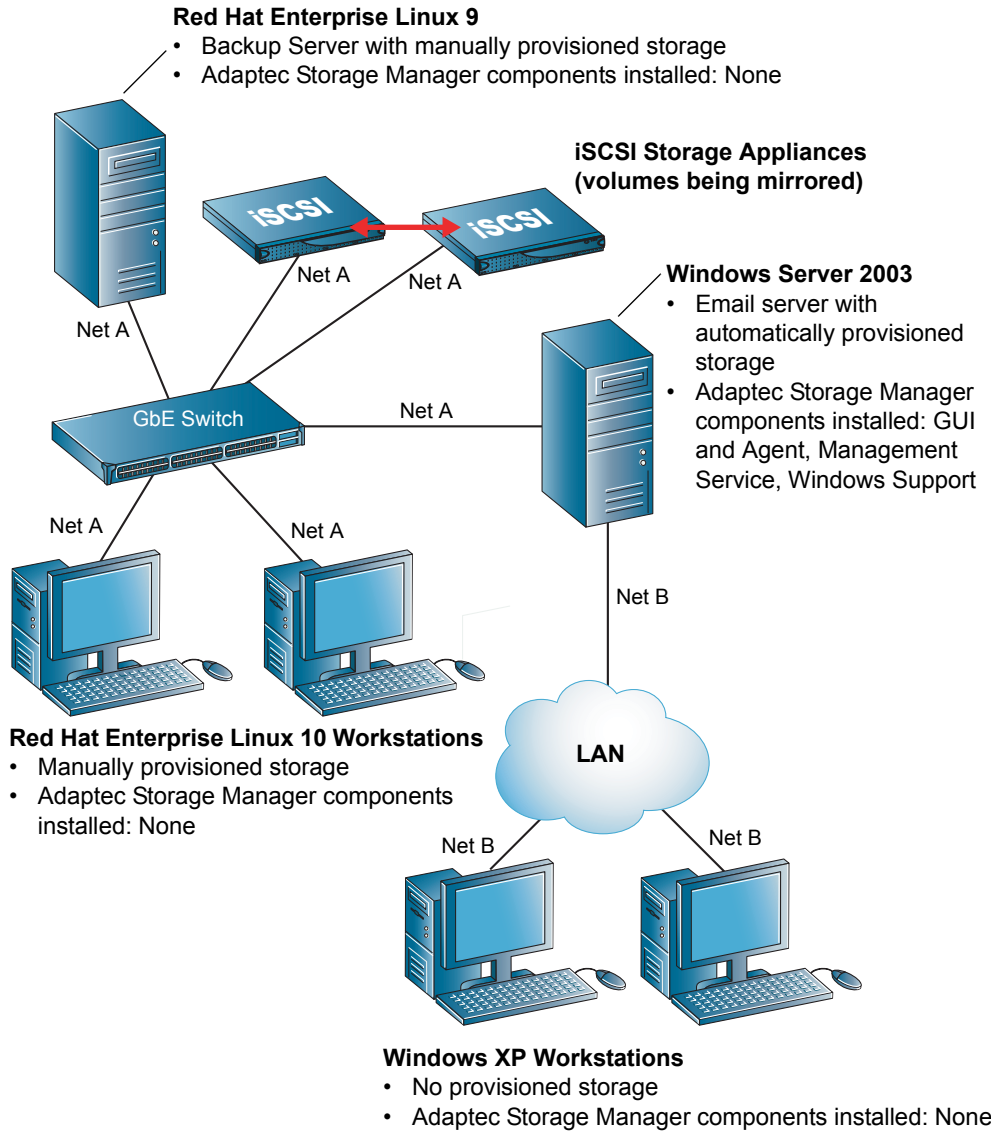 Red Hat Enterprise Linux 9
• Backup Server with manually provisioned storage
• Adaptec Storage Manager components installed: None
iSCSI Storage Appliances
(volumes being mirrored)
iSCSI
iSCSI
Net A
Net A
Net A
Windows Server 2003
• Email server with
automatically provisioned
storage
• Adaptec Storage Manager
components installed: GUI
and Agent, Management
Service, Windows Support
GbE Switch
Net A
Net A
Net A
Net B
Red Hat Enterprise Linux 10 Workstations
• Manually provisioned storage
• Adaptec Storage Manager components
installed: None
LAN
Net B
Net B
Windows XP Workstations
• No provisioned storage
• Adaptec Storage Manager components installed: None